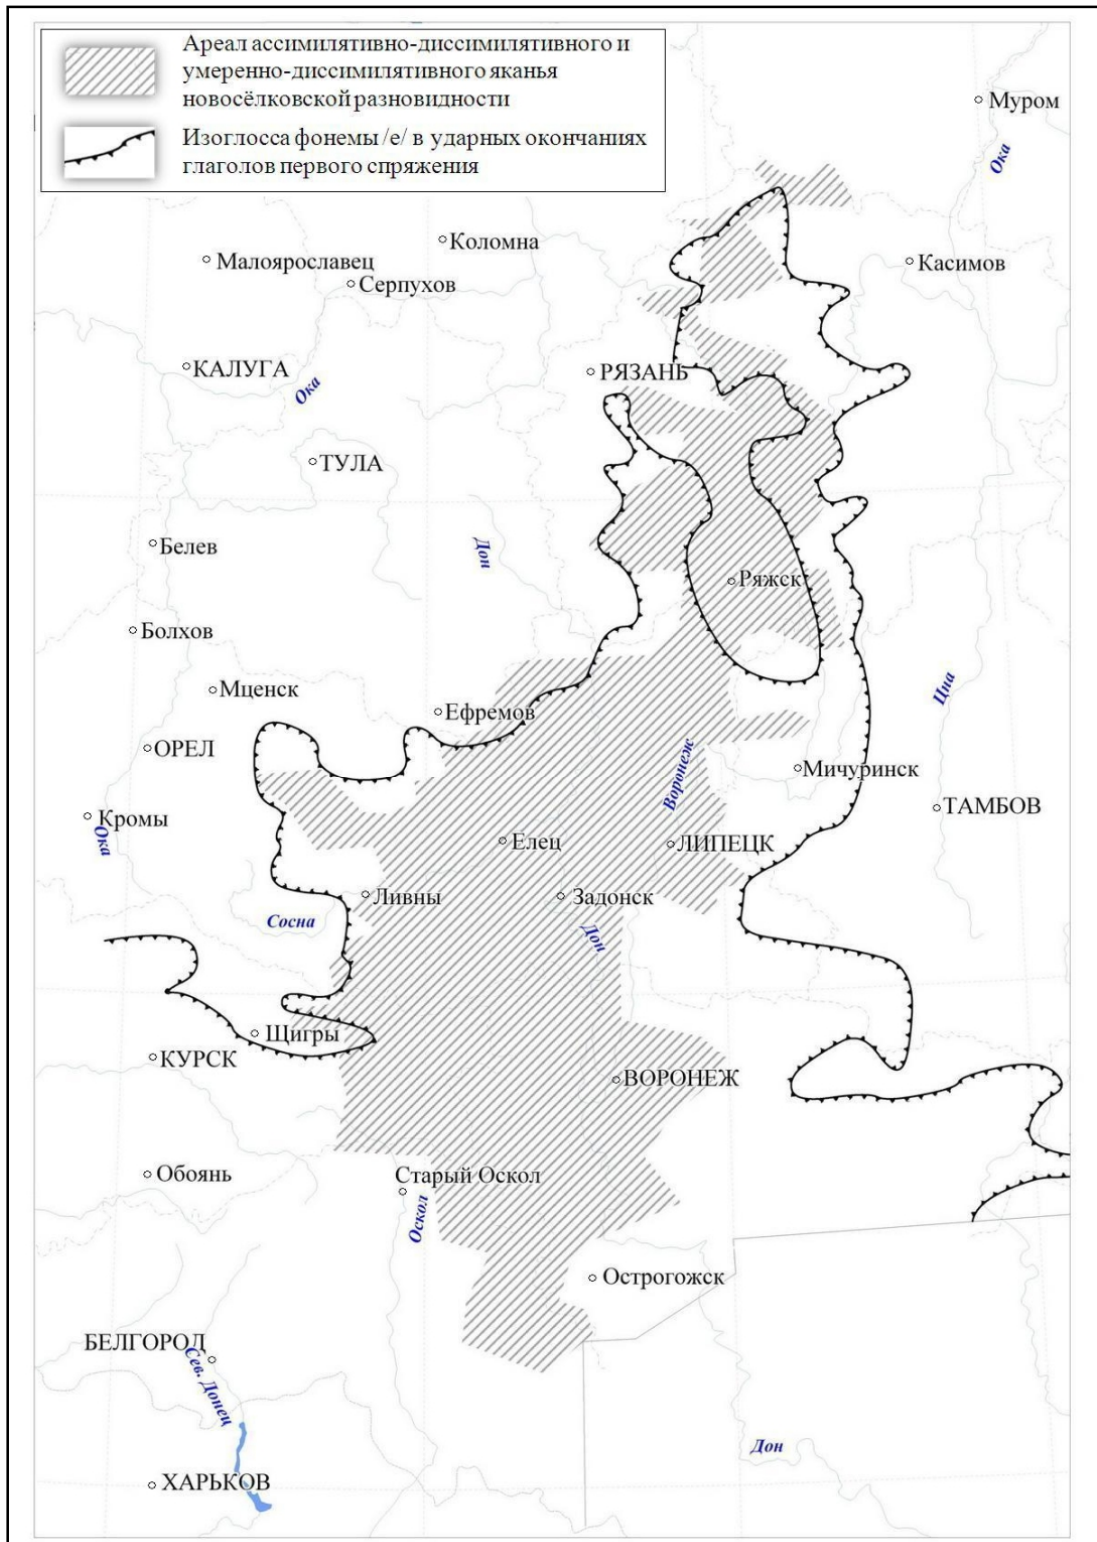 Ареал ассимилятивно-диссимилятивного и
умеренно-диссимилятивного яканья
новосёлковской разновидности
Изоглосса фонемы /е/ в ударных окончаниях
глаголов первого спряжения
Муром
Ока
Коломна
Малоярославец
Касимов
Серпухов
КАЛУГА
РЯЗАНЬ
Ока
ТУЛА
Белев
Дон
Ряжск
Болхов
Мценск
Цна
Ефремов
ОРЕЛ
Воронеж
Мичуринск
ТАМБОВ
Кромы
Ока
Елец
ЛИПЕЦК
Ливны
Задонск
Сосна
Дон
Щигры
КУРСК
ВОРОНЕЖ
Обоянь
Старый Оскол
Оскол
Острогожск
БЕЛГОРОД
Сев. Донец
Дон
ХАРЬКОВ